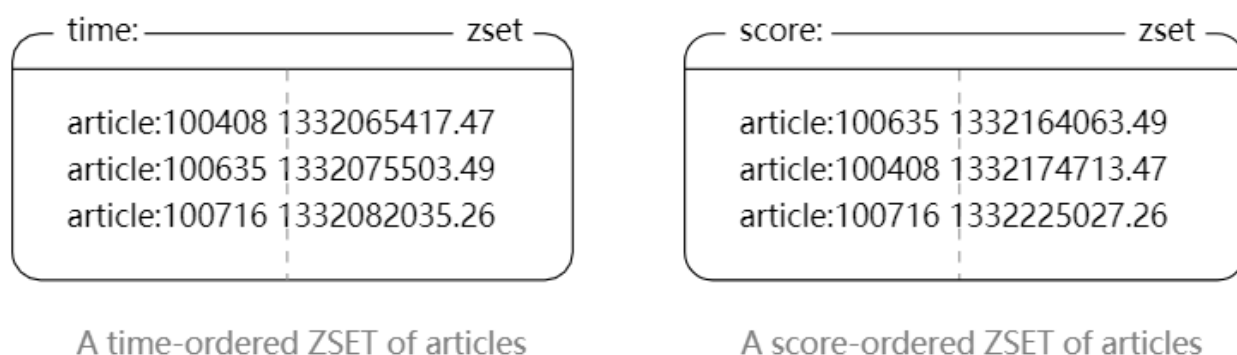 time: zset
article:100408 1332065417.47
article:100635 1332075503.49
article:100716 1332082035.26
A time-ordered ZSET of articles
score: zset
article:100635 1332164063.49
article:100408 1332174713.47
article:100716 1332225027.26
A score-ordered ZSET of articles